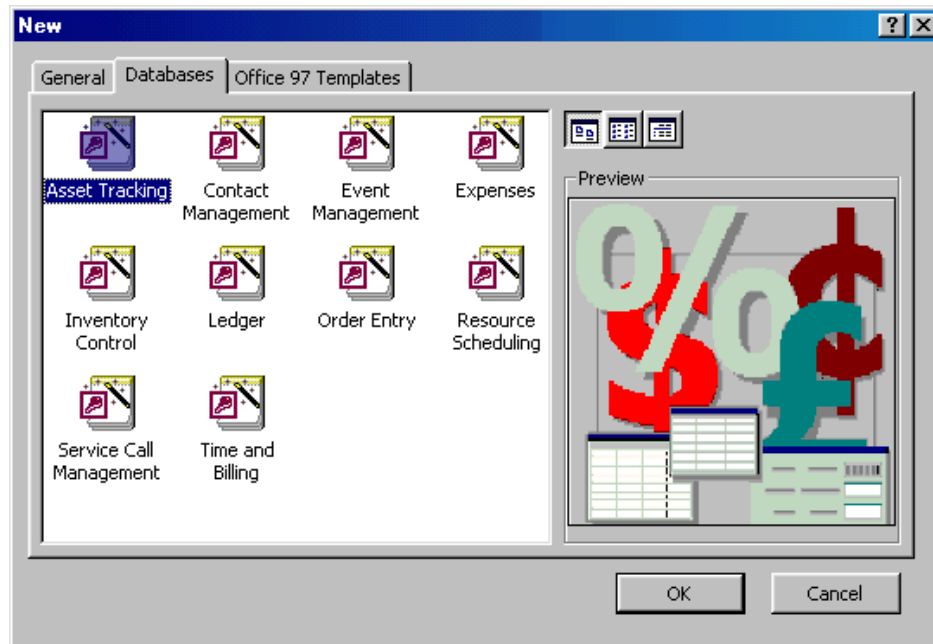 New
General
Databases
Office 97 Templates
Asset Tracking
Contact
Management
Event
Management
Expenses
Inventory
Control
Ledger
Order Entry
Resource
Scheduling
Service Call
Management
Time and
Billing
Preview
% $ ¢ £
OK
Cancel